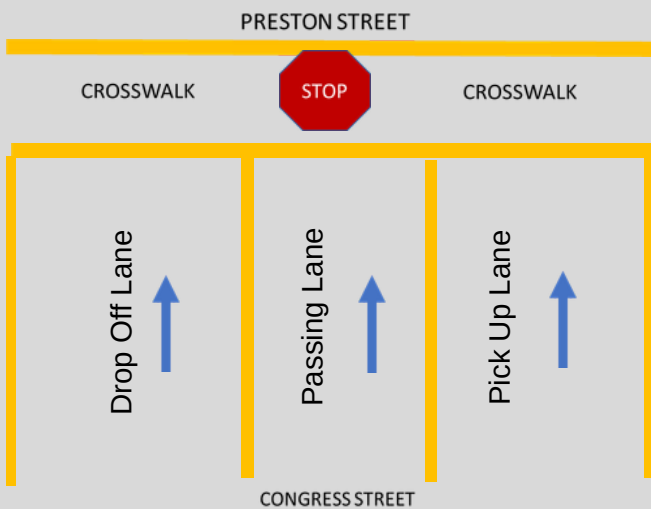 PRESTON STREET
CROSSWALK
STOP
CROSSWALK
Drop Off Lane
Passing Lane
Pick Up Lane
CONGRESS STREET